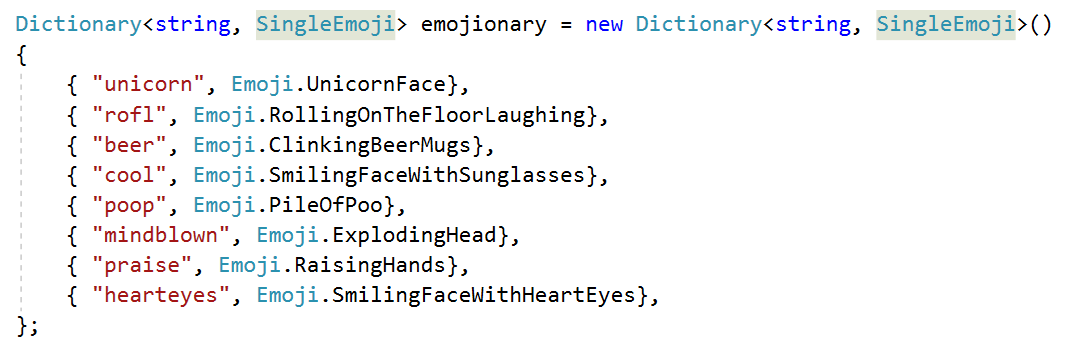 Dictionary<string, SingleEmoji> emojionary = new Dictionary<string, SingleEmoji>()
{
    { "unicorn", Emoji.UnicornFace},
    { "rofl", Emoji.RollingOnTheFloorLaughing},
    { "beer", Emoji.ClinkingBeerMugs},
    { "cool", Emoji.SmilingFaceWithSunglasses},
    { "poop", Emoji.PileOfPoo},
    { "mindblown", Emoji.ExplodingHead},
    { "praise", Emoji.RaisingHands},
    { "hearteyes", Emoji.SmilingFaceWithHeartEyes},
};